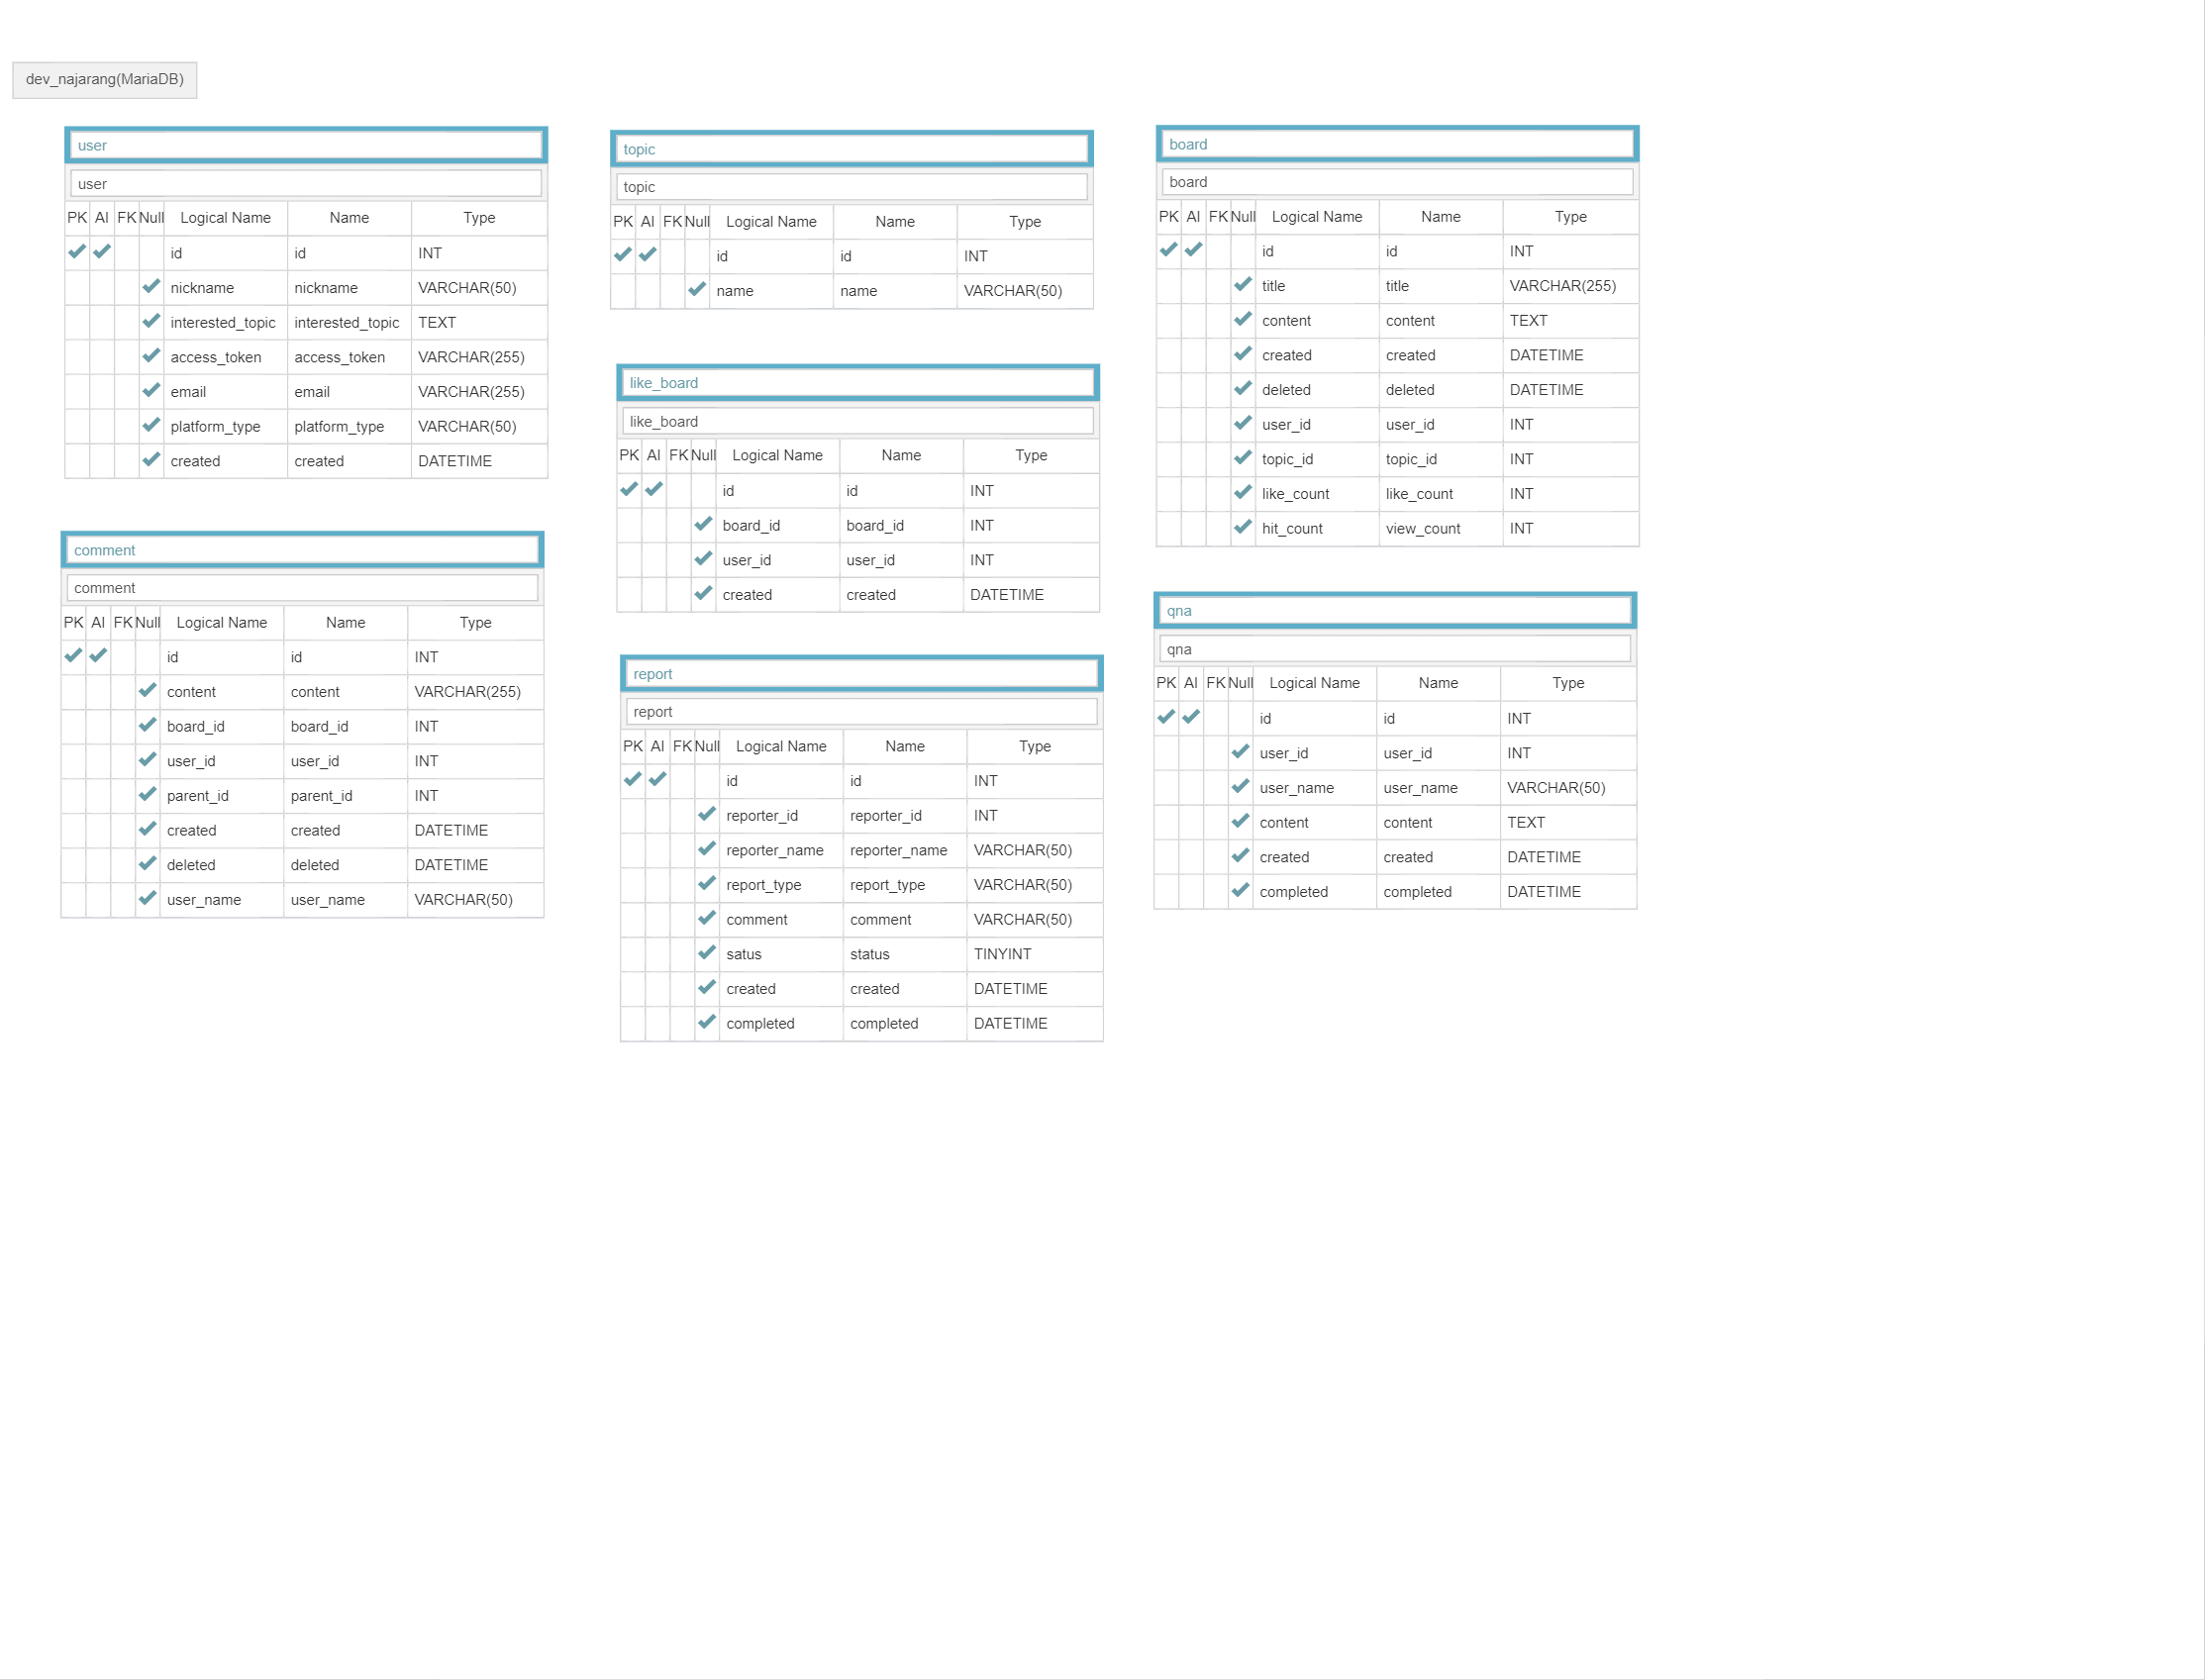 dev_najarang(MariaDB)
user
user
PK AI FK Null Logical Name Name Type
id id INT
nickname nickname VARCHAR(50)
interested_topic interested_topic TEXT
access_token access_token VARCHAR(255)
email email VARCHAR(255)
platform_type platform_type VARCHAR(50)
created created DATETIME
comment
comment
PK AI FK Null Logical Name Name Type
id id INT
content content VARCHAR(255)
board_id board_id INT
user_id user_id INT
parent_id parent_id INT
created created DATETIME
deleted deleted DATETIME
user_name user_name VARCHAR(50)
topic
topic
PK AI FK Null Logical Name Name Type
id id INT
name name VARCHAR(50)
like_board
like_board
PK AI FK Null Logical Name Name Type
id id INT
board_id board_id INT
user_id user_id INT
created created DATETIME
report
report
PK AI FK Null Logical Name Name Type
id id INT
reporter_id reporter_id INT
reporter_name reporter_name VARCHAR(50)
report_type report_type VARCHAR(50)
comment comment VARCHAR(50)
satus status TINYINT
created created DATETIME
completed completed DATETIME
board
board
PK AI FK Null Logical Name Name Type
id id INT
title title VARCHAR(255)
content content TEXT
created created DATETIME
deleted deleted DATETIME
user_id user_id INT
topic_id topic_id INT
like_count like_count INT
hit_count view_count INT
qna
qna
PK AI FK Null Logical Name Name Type
id id INT
user_id user_id INT
user_name user_name VARCHAR(50)
content content TEXT
created created DATETIME
completed completed DATETIME